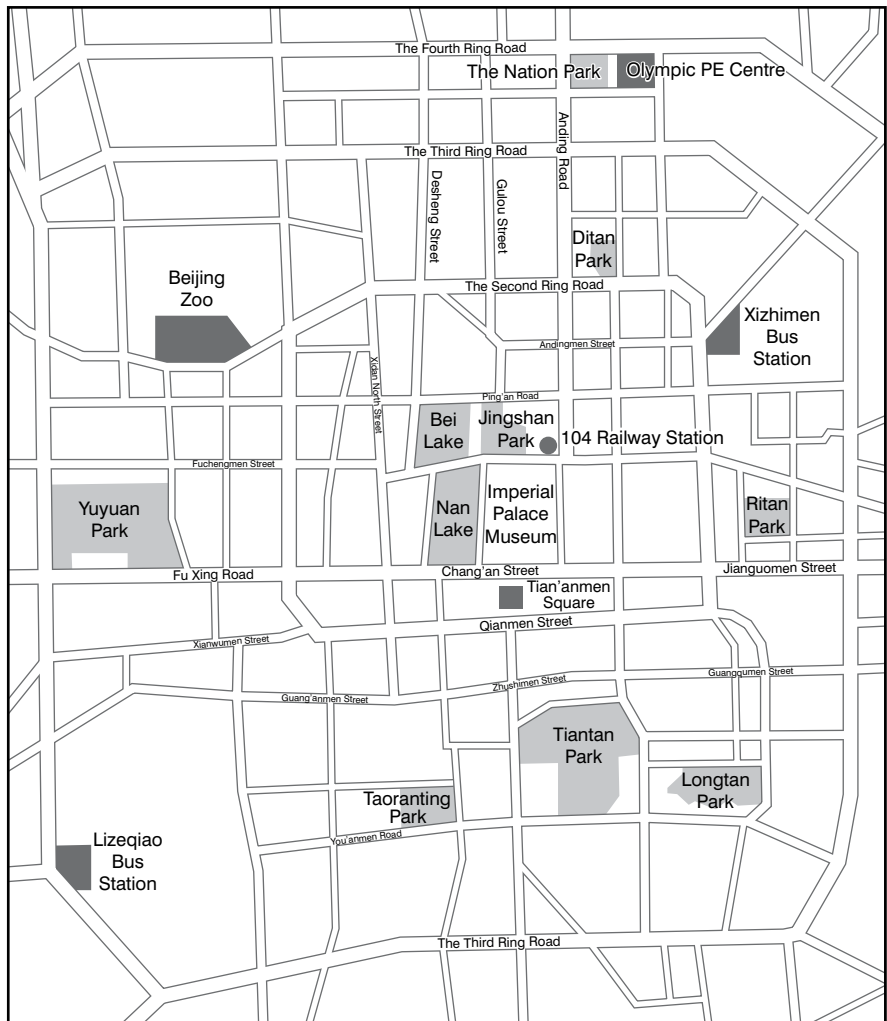 The Fourth Ring Road
The Nation Park
Olympic PE Centre
Anding Road
The Third Ring Road
Desheng Street
Gulou Street
Ditan
Park
Beijing
Zoo
The Second Ring Road
Xizhimen
Bus
Station
Andingmen Street
Xidan North Street
Ping'an Road
Bei
Lake
Jingshan
Park
104 Railway Station
Fuchengmen Street
Yuyuan
Park
Nan
Lake
Imperial
Palace
Museum
Ritan
Park
Fu Xing Road
Chang'an Street
Jianguomen Street
Tian'anmen
Square
Qianmen Street
Xianwumen Street
Zhushimen Street
Guangqumen Street
Guang'anmen Street
Tiantan
Park
Longtan
Park
Taoranting
Park
You'anmen Road
Lizeqiao
Bus
Station
The Third Ring Road